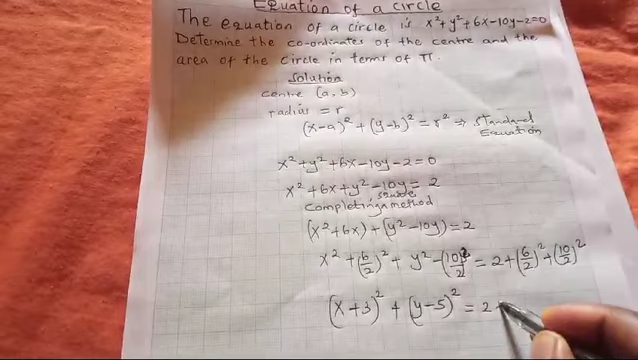 Equation of a circle
The equation of a circle is x²+y²+6x-10y-2=0
Determine the co-ordinates of the centre and the
area of the circle in terms of π.
Solution
centre (a, b)
radius = r
(x-a)² + (y-b)² = r² ⇒ standard
Equation
x²+y²+6x-10y-2=0
x²+6x+y²-10y=2
Completing a square method
(x²+6x)+(y²-10y)=2
x²+(6/2)²+y²-(10/2)²=2+(6/2)²+(10/2)²
(x+3)²+(y-5)²=2+